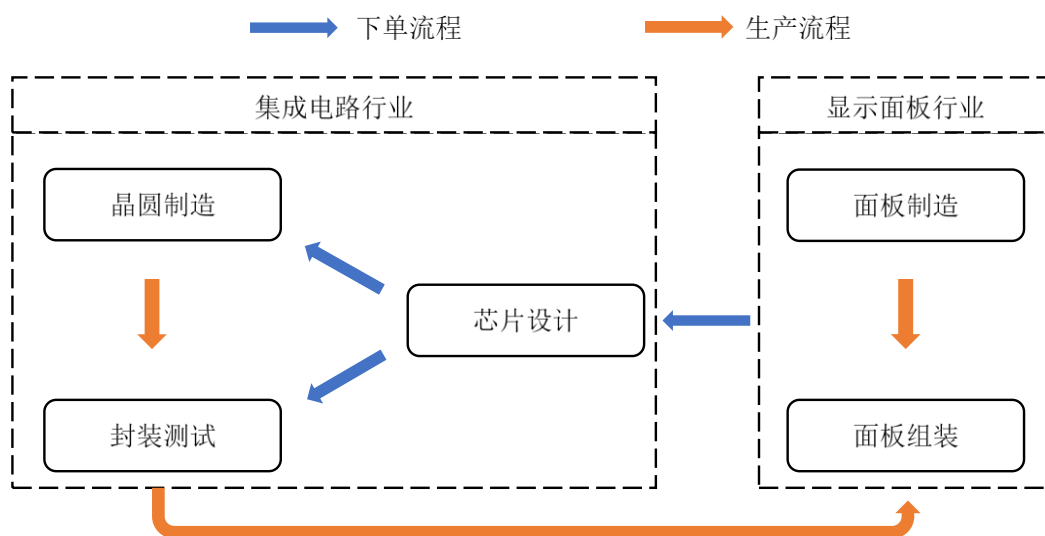 下单流程
生产流程
集成电路行业
显示面板行业
晶圆制造
面板制造
芯片设计
封装测试
面板组装